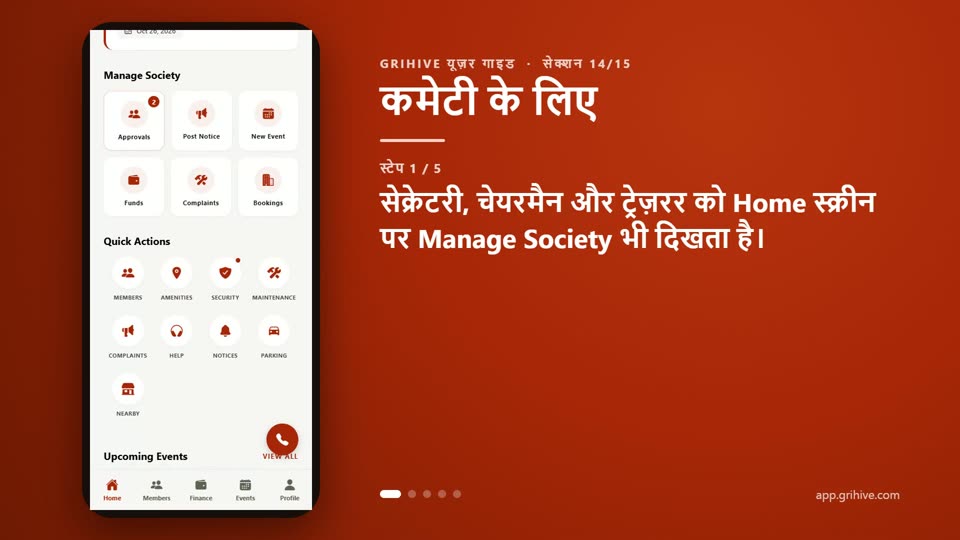 Oct 26, 2026
Manage Society
2
Approvals
Post Notice
New Event
Funds
Complaints
Bookings
Quick Actions
MEMBERS
AMENITIES
SECURITY
MAINTENANCE
COMPLAINTS
HELP
NOTICES
PARKING
NEARBY
Upcoming Events
VIEW ALL
Home
Members
Finance
Events
Profile
GRIHIVE यूज़र गाइड · सेक्शन 14/15
कमेटी के लिए
स्टेप 1 / 5
सेक्रेटरी, चेयरमैन और ट्रेज़रर को Home स्क्रीन
पर Manage Society भी दिखता है।
app.grihive.com